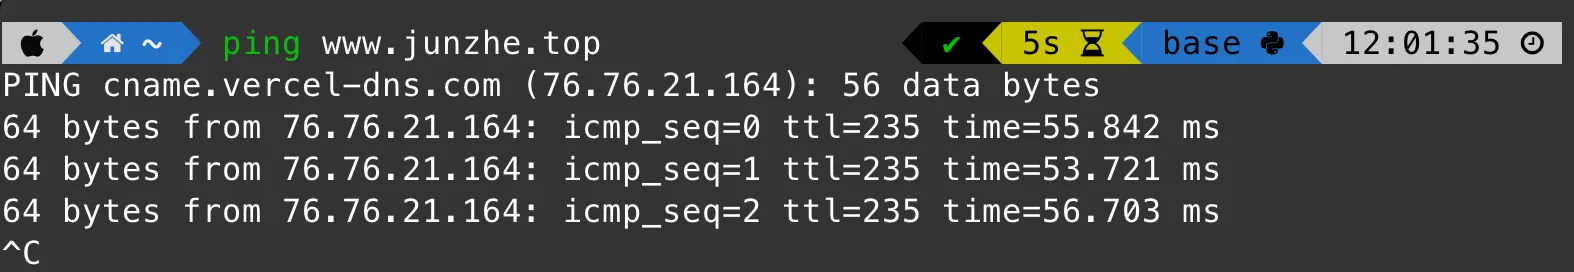 ~ ping www.junzhe.top ✔ 5s base 12:01:35
PING cname.vercel-dns.com (76.76.21.164): 56 data bytes
64 bytes from 76.76.21.164: icmp_seq=0 ttl=235 time=55.842 ms
64 bytes from 76.76.21.164: icmp_seq=1 ttl=235 time=53.721 ms
64 bytes from 76.76.21.164: icmp_seq=2 ttl=235 time=56.703 ms
^C